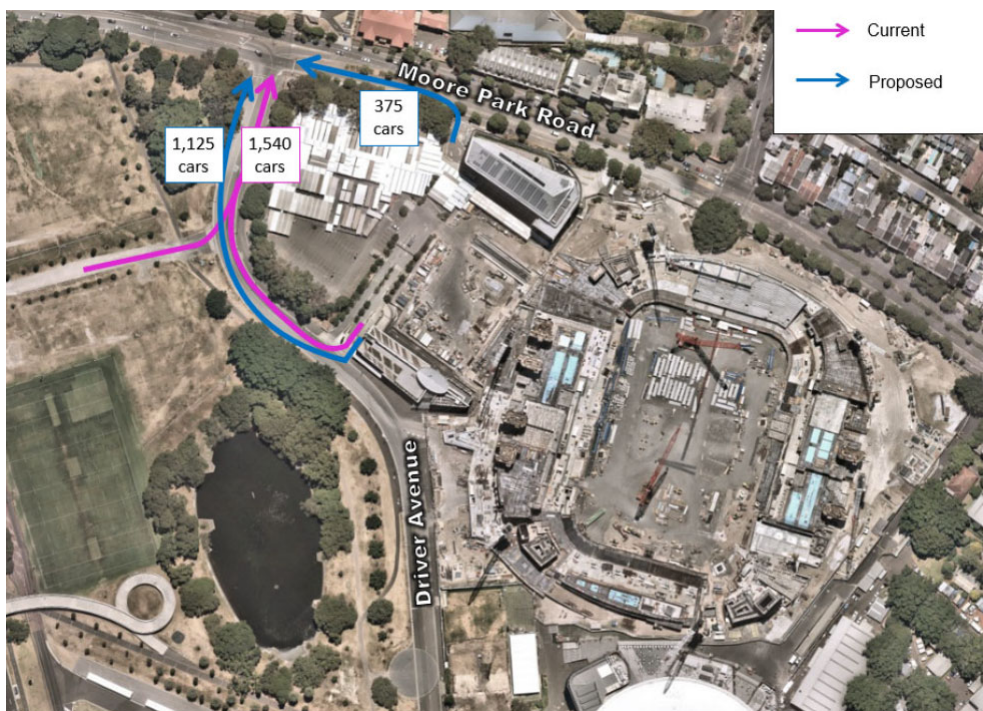 Current
Proposed
Moore Park Road
375
cars
1,125
cars
1,540
cars
Driver Avenue